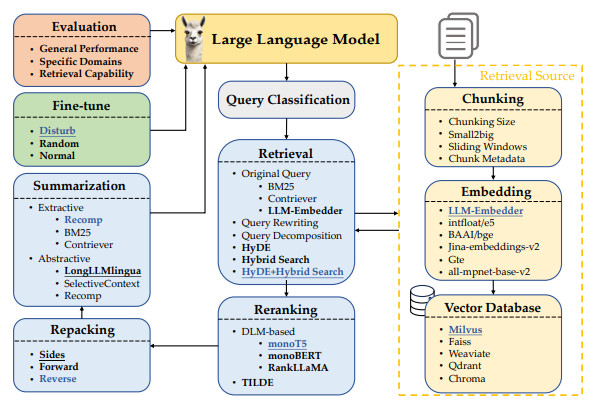 Evaluation
• General Performance
• Specific Domains
• Retrieval Capability
Large Language Model
Fine-tune
• Disturb
• Random
• Normal
Query Classification
Summarization
• Extractive
• Recomp
• BM25
• Contriever
• Abstractive
• LongLLMlingua
• SelectiveContext
• Recomp
Retrieval
• Original Query
• BM25
• Contriever
• LLM-Embedder
• Query Rewriting
• Query Decomposition
• HyDE
• Hybrid Search
• HyDE+Hybrid Search
Repacking
• Sides
• Forward
• Reverse
Reranking
• DLM-based
• monoT5
• monoBERT
• RankLLaMA
• TILDE
Retrieval Source
Chunking
• Chunking Size
• Small2big
• Sliding Windows
• Chunk Metadata
Embedding
• LLM-Embedder
• intfloat/e5
• BAAI/bge
• Jina-embeddings-v2
• Gte
• all-mpnet-base-v2
Vector Database
• Milvus
• Faiss
• Weaviate
• Qdrant
• Chroma